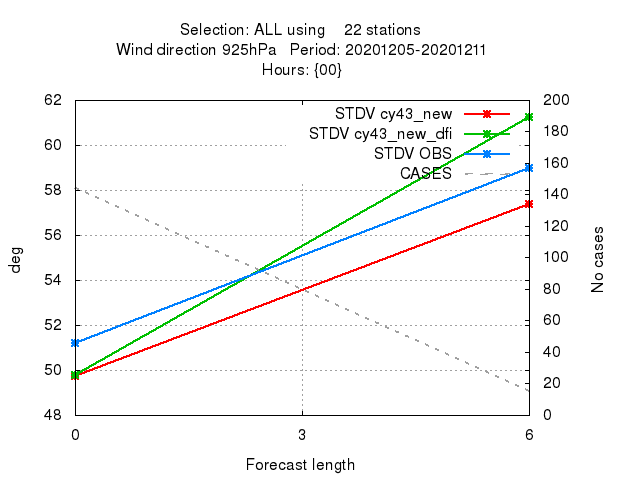 Selection: ALL using    22 stations
Wind direction 925hPa   Period: 20201205-20201211
Hours: {00}
STDV cy43_new
STDV cy43_new_dfi
STDV OBS
CASES
62
60
58
56
54
52
50
48
200
180
160
140
120
100
80
60
40
20
0
deg
No cases
0 3 6
Forecast length